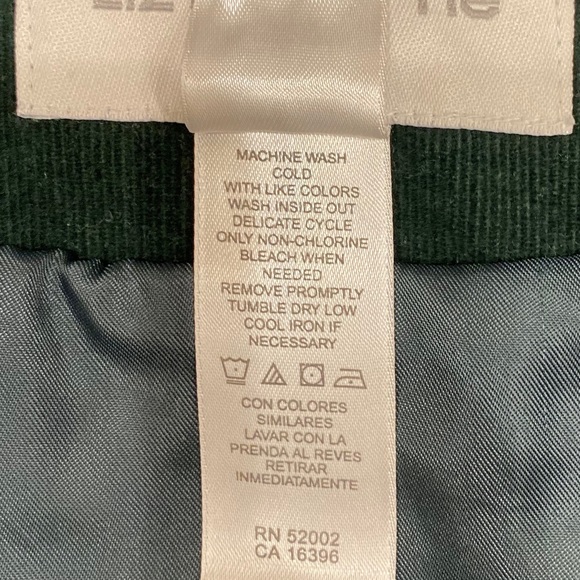 MACHINE WASH
COLD
WITH LIKE COLORS
WASH INSIDE OUT
DELICATE CYCLE
ONLY NON-CHLORINE
BLEACH WHEN
NEEDED
REMOVE PROMPTLY
TUMBLE DRY LOW
COOL IRON IF
NECESSARY
CON COLORES
SIMILARES
LAVAR CON LA
PRENDA AL REVES
RETIRAR
INMEDIATAMENTE
RN 52002
CA 16396